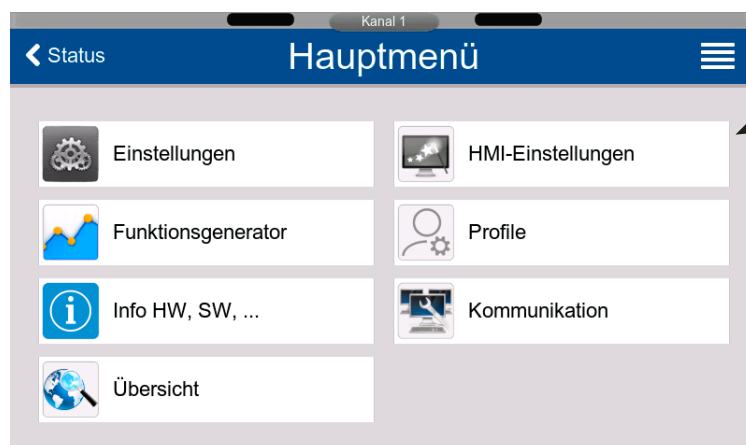 Kanal 1
Status
Hauptmenü
Einstellungen
HMI-Einstellungen
Funktionsgenerator
Profile
Info HW, SW, ...
Kommunikation
Übersicht